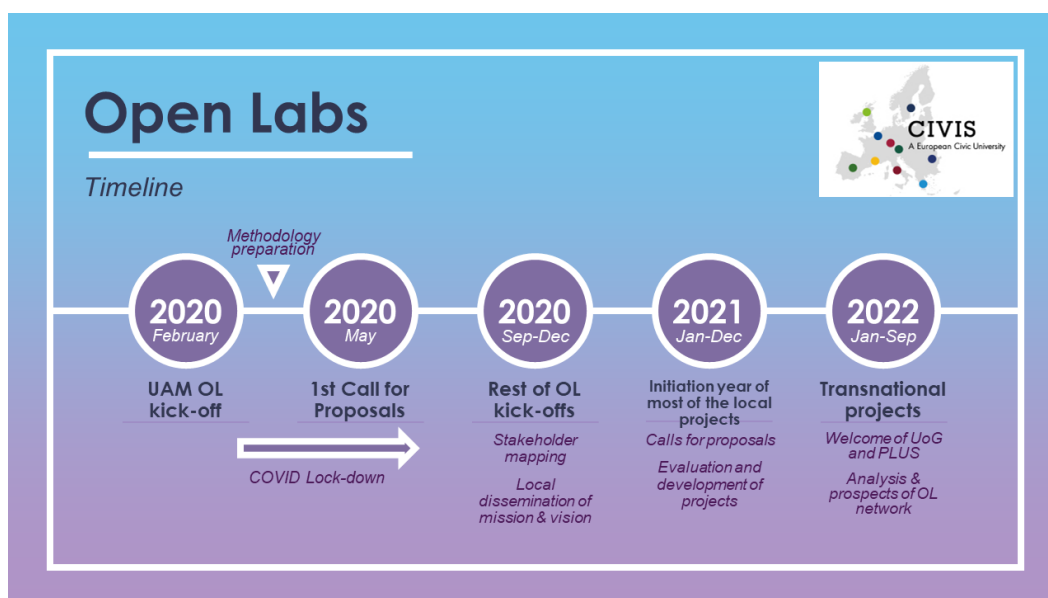 Open Labs
CIVIS
A European Civic University
Timeline
Methodology
preparation
2020
February
2020
May
2020
Sep-Dec
2021
Jan-Dec
2022
Jan-Sep
UAM OL
kick-off
1st Call for
Proposals
Rest of OL
kick-offs
Initiation year of
most of the local
projects
Transnational
projects
COVID Lock-down
Stakeholder
mapping
Local
dissemination of
mission & vision
Calls for proposals
Evaluation and
development of
projects
Welcome of UoG
and PLUS
Analysis &
prospects of OL
network